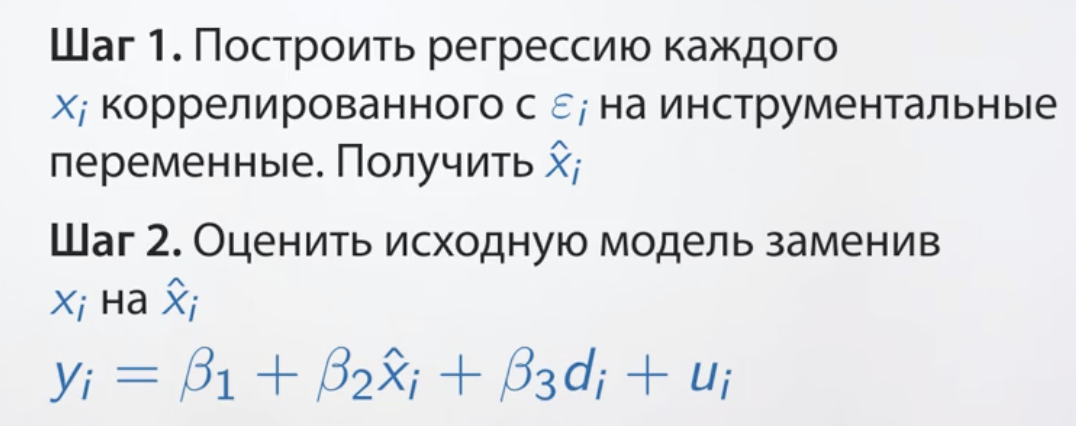 Шаг 1. Построить регрессию каждого
xᵢ коррелированного с εᵢ на инструментальные
переменные. Получить x̂ᵢ
Шаг 2. Оценить исходную модель заменив
xᵢ на x̂ᵢ
yᵢ = β₁ + β₂x̂ᵢ + β₃dᵢ + uᵢ